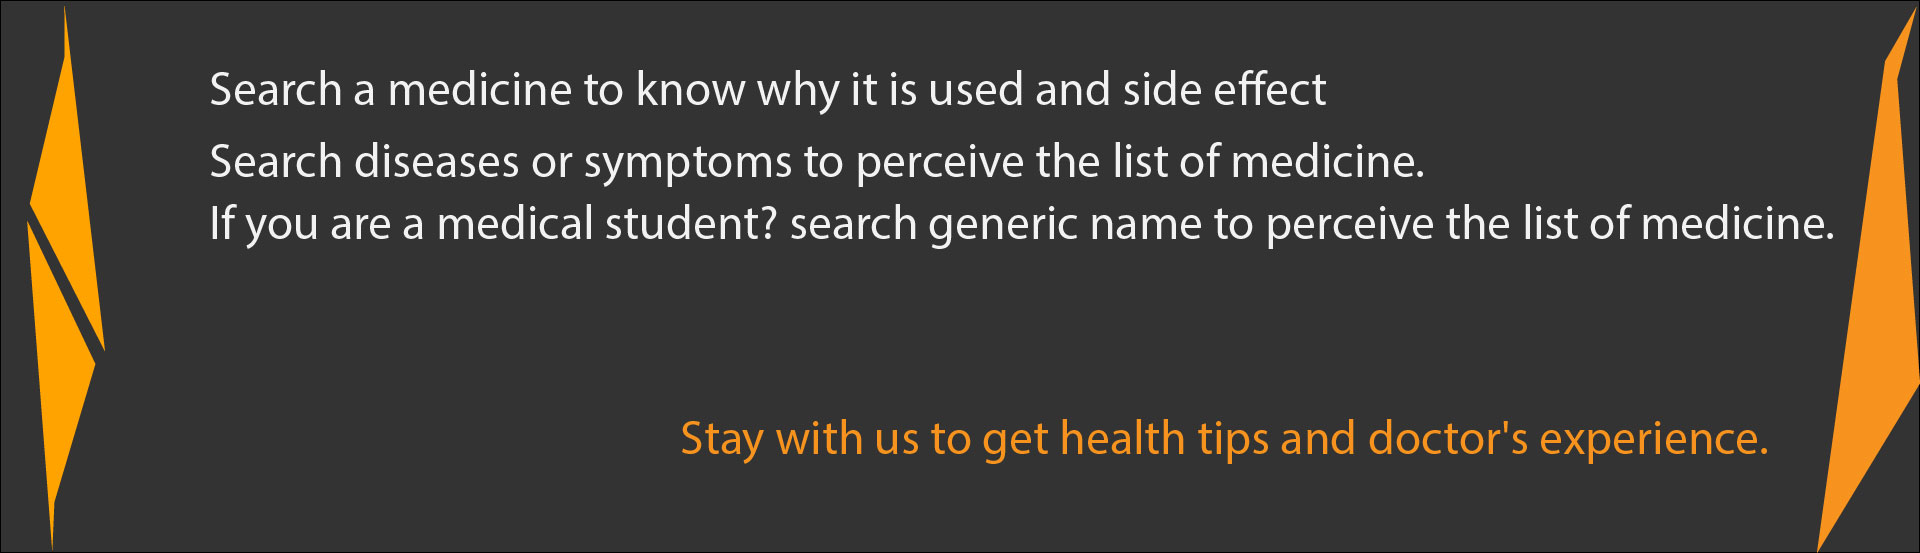 Search a medicine to know why it is used and side effect
Search diseases or symptoms to perceive the list of medicine.
If you are a medical student? search generic name to perceive the list of medicine.
Stay with us to get health tips and doctor's experience.